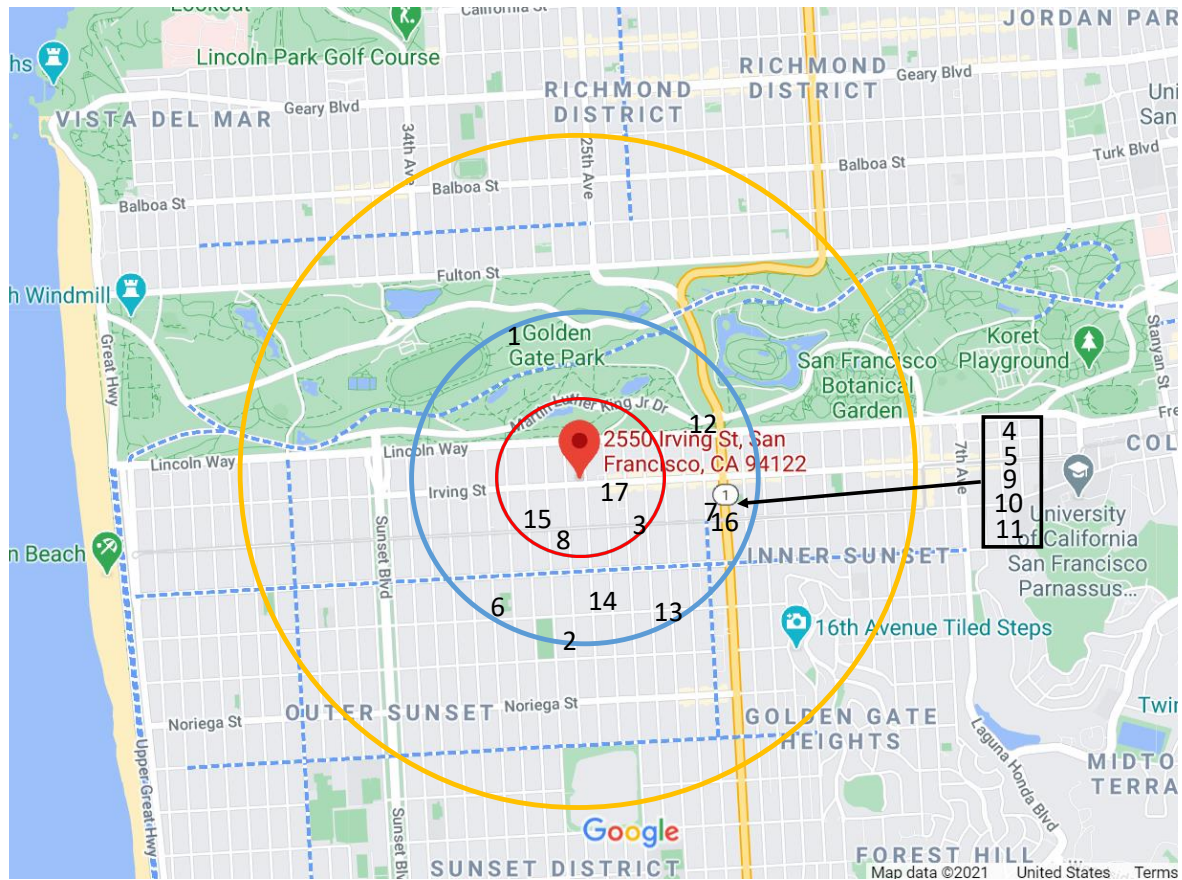 Lookout
California St
JORDAN PAR
Lincoln Park Golf Course
ths
Geary Blvd
RICHMOND
DISTRICT
Geary Blvd
RICHMOND
DISTRICT
Uni
San
VISTA DEL MAR
34th Ave
25th Ave
Turk Blvd
Balboa St
Balboa St
Balboa St
Fulton St
h Windmill
Great Hwy
1
Golden
Gate Park
Koret
Playground
San Francisco
Botanical
Garden
Stanyan St
Martin Luther King Jr Dr
12
Fre
Lincoln Way
Lincoln Way
2550 Irving St, San
Francisco, CA 94122
7th Ave
4
5
9
10
11
COL
Irving St
17
1
7
16
15
3
8
University
of California
San Francisco
Parnassus...
n Beach
Sunset Blvd
INNER SUNSET
6
14
13
2
16th Avenue Tiled Steps
Noriega St
OUTER SUNSET
Noriega St
GOLDEN GATE
HEIGHTS
Twin
Upper Great Hwy
Laguna Honda Blvd
MIDTO
TERRA
Sunset Bl
Google
SUNSET DISTRICT
FOREST HILL
Map data ©2021
United States
Terms